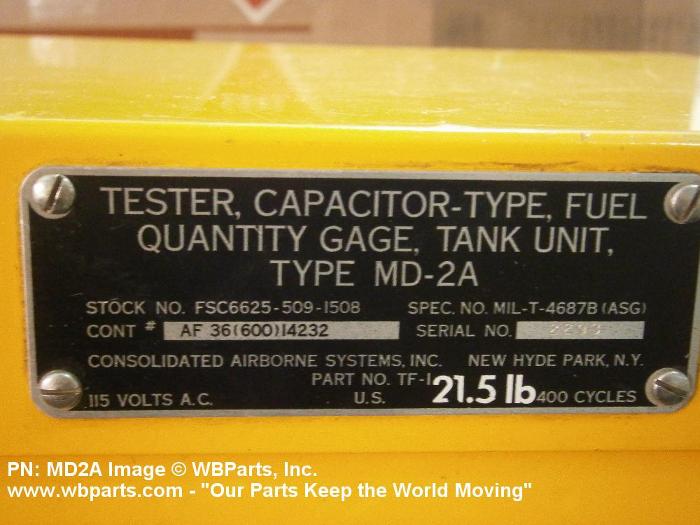 TESTER, CAPACITOR-TYPE, FUEL
QUANTITY GAGE, TANK UNIT,
TYPE MD-2A
STOCK NO. FSC6625-509-1508 SPEC. NO. MIL-T-4687B (ASG)
CONT # AF 36(600)14232 SERIAL NO.
CONSOLIDATED AIRBORNE SYSTEMS, INC. NEW HYDE PARK, N.Y.
PART NO. TF-1
115 VOLTS A.C. U.S. 21.5 lb 400 CYCLES
PN: MD2A Image © WBParts, Inc.
www.wbparts.com - "Our Parts Keep the World Moving"